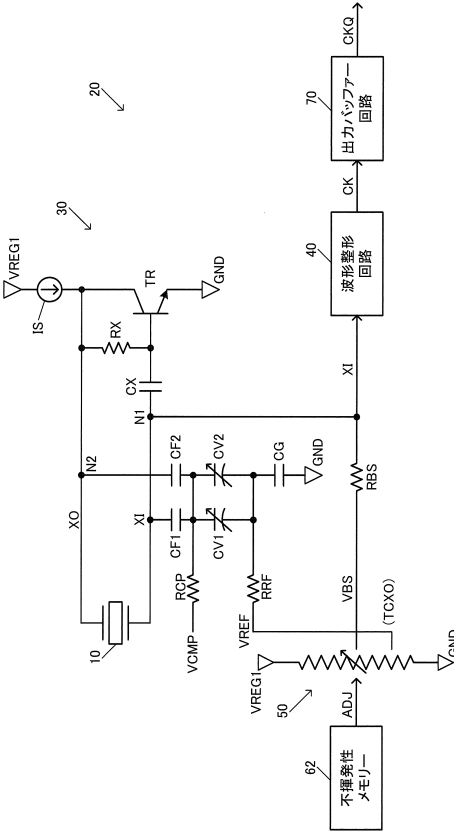 20
30
VREG1
IS
TR
GND
RX
CX
N1
N2
XO
XI
CF2
CV2
CF1
CV1
CG
GND
RCP
VCMP
RRF
VREF
10
VREG1
50
VBS
(TCXO)
RBS
GND
ADJ
62
不揮発性
メモリー
XI
40
波形整形
回路
CK
70
出力バッファー
回路
CKQ